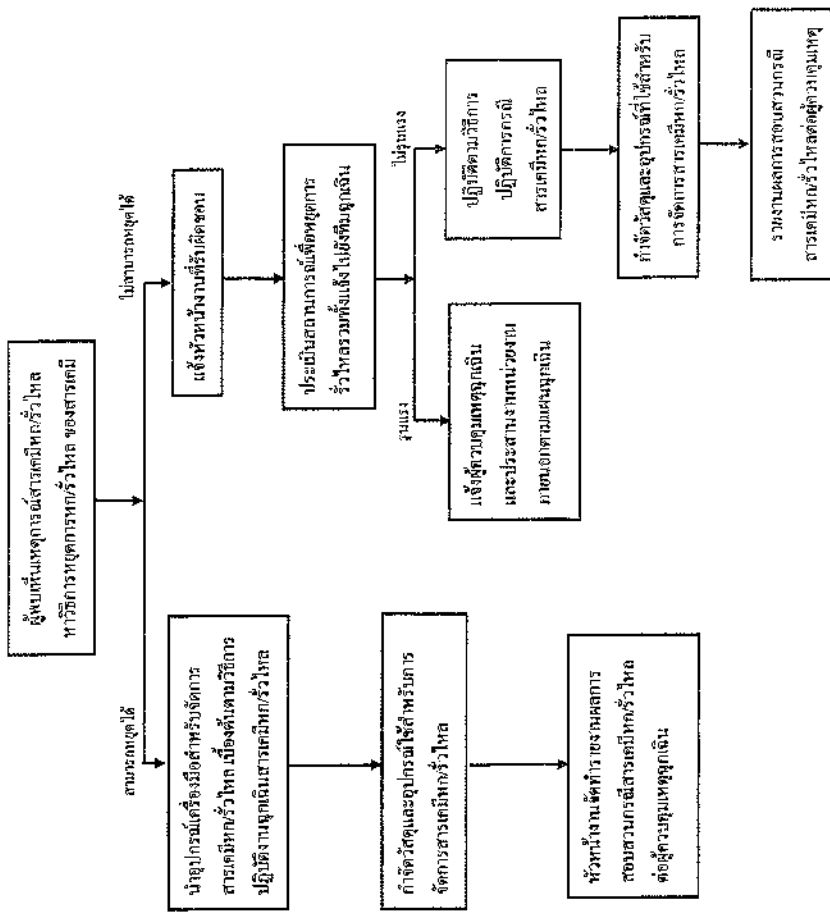 ผู้พบเห็นเหตุการณ์สารเคมีหก/รั่วไหล
หาวิธีการหยุดการหก/รั่วไหล ของสารเคมี
สามารถหยุดได้
ไม่สามารถหยุดได้
นำอุปกรณ์เครื่องมือสำหรับจัดการ
สารเคมีหก/รั่วไหล เบื้องต้นตามวิธีการ
ปฏิบัติงานฉุกเฉินสารเคมีหก/รั่วไหล
กำจัดวัสดุและอุปกรณ์ใช้สำหรับการ
จัดการสารเคมีหก/รั่วไหล
หัวหน้างานจัดทำรายงานผลการ
สอบสวนกรณีสารเคมีหก/รั่วไหล
ต่อผู้ควบคุมเหตุฉุกเฉิน
แจ้งหัวหน้างานที่รับผิดชอบ
ประเมินสถานการณ์เพื่อหยุดการ
รั่วไหลรวมทั้งแจ้งไปยังทีมฉุกเฉิน
รุนแรง
ไม่รุนแรง
แจ้งผู้ควบคุมเหตุฉุกเฉิน
และประสานงานหน่วยงาน
ภายนอกตามแผนฉุกเฉิน
ปฏิบัติตามวิธีการ
ปฏิบัติการกรณี
สารเคมีหก/รั่วไหล
กำจัดวัสดุและอุปกรณ์ที่ใช้สำหรับ
การจัดการสารเคมีหก/รั่วไหล
รายงานผลการสอบสวนกรณี
สารเคมีหก/รั่วไหลต่อผู้ควบคุมเหตุ